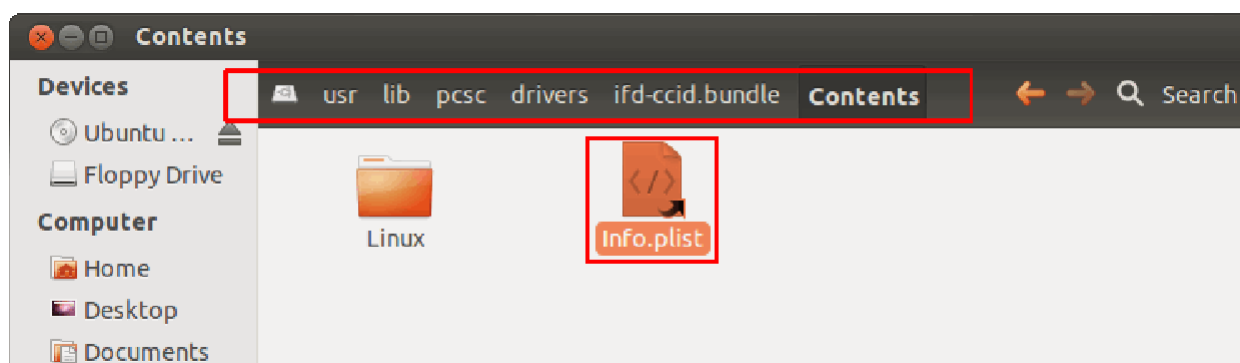 Contents
Devices
usr lib pcsc drivers ifd-ccid.bundle Contents
Search
Ubuntu ...
Floppy Drive
Computer
Home
Desktop
Documents
Linux
Info.plist